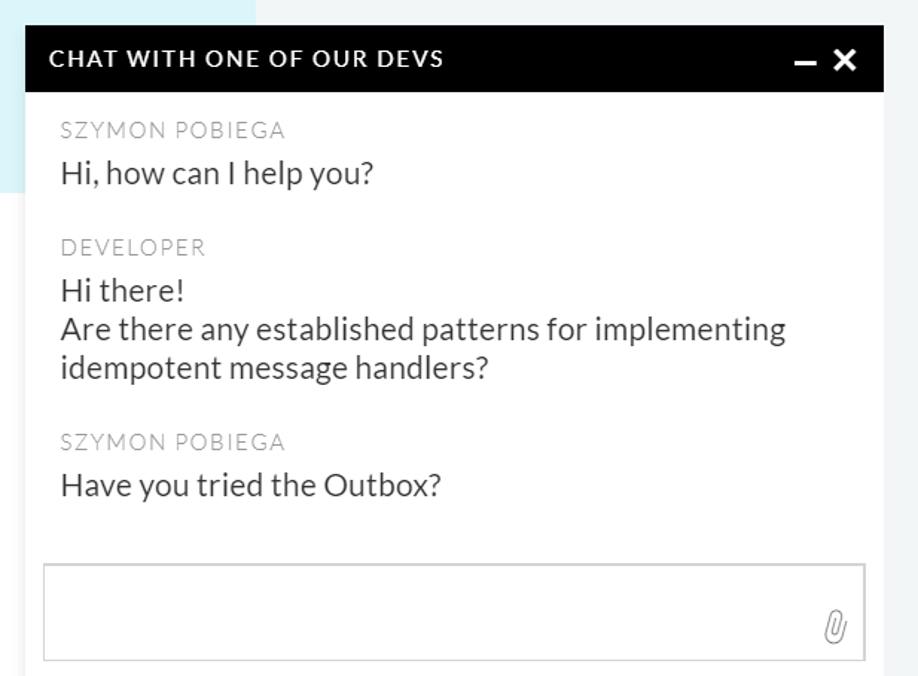 CHAT WITH ONE OF OUR DEVS
SZYMON POBIEGA
Hi, how can I help you?
DEVELOPER
Hi there!
Are there any established patterns for implementing
idempotent message handlers?
SZYMON POBIEGA
Have you tried the Outbox?